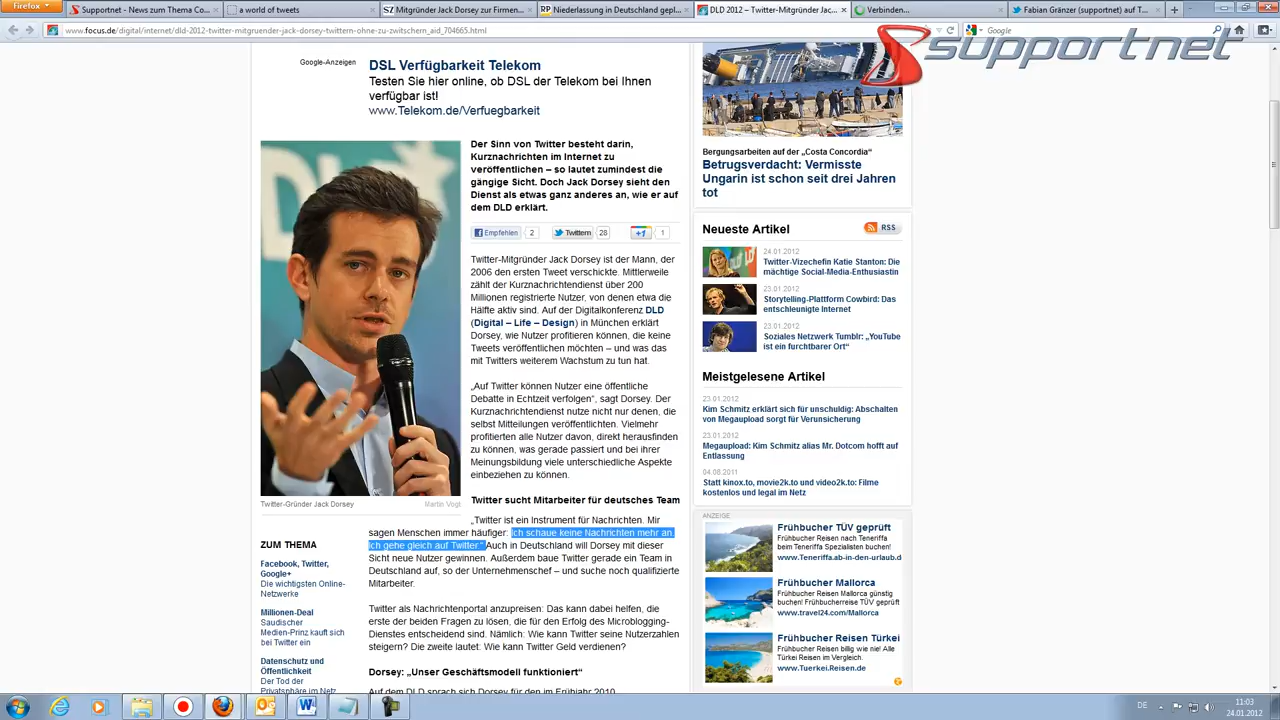 Firefox
Supportnet - News zum Thema Co...
a world of tweets
Mitgründer Jack Dorsey zur Firmen...
Niederlassung in Deutschland gepl...
DLD 2012 – Twitter-Mitgründer Jac...
Verbinden...
Fabian Gränzer (supportnet) auf T...
www.focus.de/digital/internet/dld-2012-twitter-mitgruender-jack-dorsey-twittern-ohne-zu-zwitschern_aid_704665.html
Google
supportnet
Google-Anzeigen
DSL Verfügbarkeit Telekom
Testen Sie hier online, ob DSL der Telekom bei Ihnen
verfügbar ist!
www.Telekom.de/Verfuegbarkeit
Der Sinn von Twitter besteht darin,
Kurznachrichten im Internet zu
veröffentlichen – so lautet zumindest die
gängige Sicht. Doch Jack Dorsey sieht den
Dienst als etwas ganz anderes an, wie er auf
dem DLD erklärt.
Empfehlen 2 Twittern 28 +1 1
Twitter-Mitgründer Jack Dorsey ist der Mann, der
2006 den ersten Tweet verschickte. Mittlerweile
zählt der Kurznachrichtendienst über 200
Millionen registrierte Nutzer, von denen etwa die
Hälfte aktiv sind. Auf der Digitalkonferenz DLD
(Digital – Life – Design) in München erklärt
Dorsey, wie Nutzer profitieren können, die keine
Tweets veröffentlichen möchten – und was das
mit Twitters weiterem Wachstum zu tun hat.
„Auf Twitter können Nutzer eine öffentliche
Debatte in Echtzeit verfolgen“, sagt Dorsey. Der
Kurznachrichtendienst nutze nicht nur denen, die
selbst Mitteilungen veröffentlichten. Vielmehr
profitierten alle Nutzer davon, direkt herausfinden
zu können, was gerade passiert und bei ihrer
Meinungsbildung viele unterschiedliche Aspekte
einbeziehen zu können.
Twitter-Gründer Jack Dorsey
Martin Vogt
Twitter sucht Mitarbeiter für deutsches Team
„Twitter ist ein Instrument für Nachrichten. Mir
sagen Menschen immer häufiger: Ich schaue keine Nachrichten mehr an.
Ich gehe gleich auf Twitter.“ Auch in Deutschland will Dorsey mit dieser
Sicht neue Nutzer gewinnen. Außerdem baue Twitter gerade ein Team in
Deutschland auf, so der Unternehmenschef – und suche noch qualifizierte
Mitarbeiter.
Twitter als Nachrichtenportal anzupreisen: Das kann dabei helfen, die
erste der beiden Fragen zu lösen, die für den Erfolg des Microblogging-
Dienstes entscheidend sind. Nämlich: Wie kann Twitter seine Nutzerzahlen
steigern? Die zweite lautet: Wie kann Twitter Geld verdienen?
Dorsey: „Unser Geschäftsmodell funktioniert“
Auf dem DLD sprach sich Dorsey für den im Frühjahr 2010
ZUM THEMA
Facebook, Twitter,
Google+
Die wichtigsten Online-
Netzwerke
Millionen-Deal
Saudischer
Medien-Prinz kauft sich
bei Twitter ein
Datenschutz und
Öffentlichkeit
Der Tod der
Privatsphäre im Netz
Bergungsarbeiten auf der „Costa Concordia“
Betrugsverdacht: Vermisste
Ungarin ist schon seit drei Jahren
tot
Neueste Artikel
RSS
24.01.2012
Twitter-Vizechefin Katie Stanton: Die
mächtige Social-Media-Enthusiastin
23.01.2012
Storytelling-Plattform Cowbird: Das
entschleunigte Internet
23.01.2012
Soziales Netzwerk Tumblr: „YouTube
ist ein furchtbarer Ort“
Meistgelesene Artikel
23.01.2012
Kim Schmitz erklärt sich für unschuldig: Abschalten
von Megaupload sorgt für Verunsicherung
23.01.2012
Megaupload: Kim Schmitz alias Mr. Dotcom hofft auf
Entlassung
04.08.2011
Statt kinox.to, movie2k.to und video2k.to: Filme
kostenlos und legal im Netz
ANZEIGE
Frühbucher TÜV geprüft
Frühbucher Reisen nach Teneriffa
beim Teneriffa Spezialisten buchen!
www.Teneriffa.ab-in-den-urlaub.d
Frühbucher Mallorca
Frühbucher Reisen Mallorca günstig
buchen! Frühbucherreise TÜV geprüft
www.travel24.com/Mallorca
Frühbucher Reisen Türkei
Frühbucher Reisen billig wie nie! Alle
Türkei Reisen im Vergleich.
www.Tuerkei.Reisen.de
DE
11:03
24.01.2012